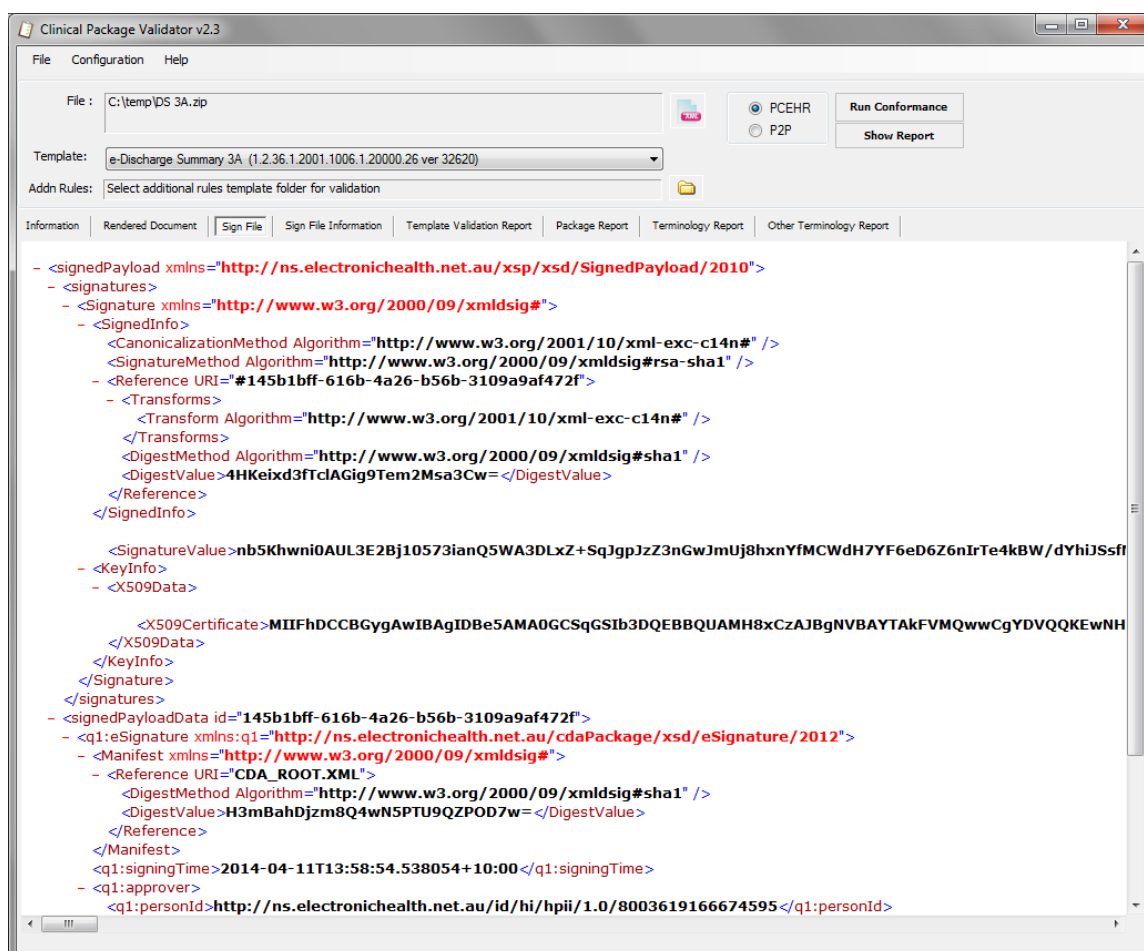 Clinical Package Validator v2.3
File Configuration Help
File : C:\temp\DS 3A.zip
XML
PCEHR
P2P
Run Conformance
Show Report
Template: e-Discharge Summary 3A (1.2.36.1.2001.1006.1.20000.26 ver 32620)
Addn Rules: Select additional rules template folder for validation
Information Rendered Document Sign File Sign File Information Template Validation Report Package Report Terminology Report Other Terminology Report
- <signedPayload xmlns="http://ns.electronichealth.net.au/xsp/xsd/SignedPayload/2010">
- <signatures>
- <Signature xmlns="http://www.w3.org/2000/09/xmldsig#">
- <SignedInfo>
<CanonicalizationMethod Algorithm="http://www.w3.org/2001/10/xml-exc-c14n#" />
<SignatureMethod Algorithm="http://www.w3.org/2000/09/xmldsig#rsa-sha1" />
- <Reference URI="#145b1bff-616b-4a26-b56b-3109a9af472f">
- <Transforms>
<Transform Algorithm="http://www.w3.org/2001/10/xml-exc-c14n#" />
</Transforms>
<DigestMethod Algorithm="http://www.w3.org/2000/09/xmldsig#sha1" />
<DigestValue>4HKeixd3fTclAGig9Tem2Msa3Cw=</DigestValue>
</Reference>
</SignedInfo>
<SignatureValue>nb5Khwni0AUL3E2Bj10573ianQ5WA3DLxZ+SqJgpJzZ3nGwJmUj8hxnYfMCWdH7YF6eD6Z6nIrTe4kBW/dYhiJSsfl
- <KeyInfo>
- <X509Data>
<X509Certificate>MIIFhDCCBGygAwIBAgIDBe5AMA0GCSqGSIb3DQEBBQUAMH8xCzAJBgNVBAYTAkFVMQwwCgYDVQQKEwNH
</X509Data>
</KeyInfo>
</Signature>
</signatures>
- <signedPayloadData id="145b1bff-616b-4a26-b56b-3109a9af472f">
- <q1:eSignature xmlns:q1="http://ns.electronichealth.net.au/cdaPackage/xsd/eSignature/2012">
- <Manifest xmlns="http://www.w3.org/2000/09/xmldsig#">
- <Reference URI="CDA_ROOT.XML">
<DigestMethod Algorithm="http://www.w3.org/2000/09/xmldsig#sha1" />
<DigestValue>H3mBahDjzm8Q4wN5PTU9QZPOD7w=</DigestValue>
</Reference>
</Manifest>
<q1:signingTime>2014-04-11T13:58:54.538054+10:00</q1:signingTime>
- <q1:approver>
<q1:personId>http://ns.electronichealth.net.au/id/hi/hpii/1.0/8003619166674595</q1:personId>